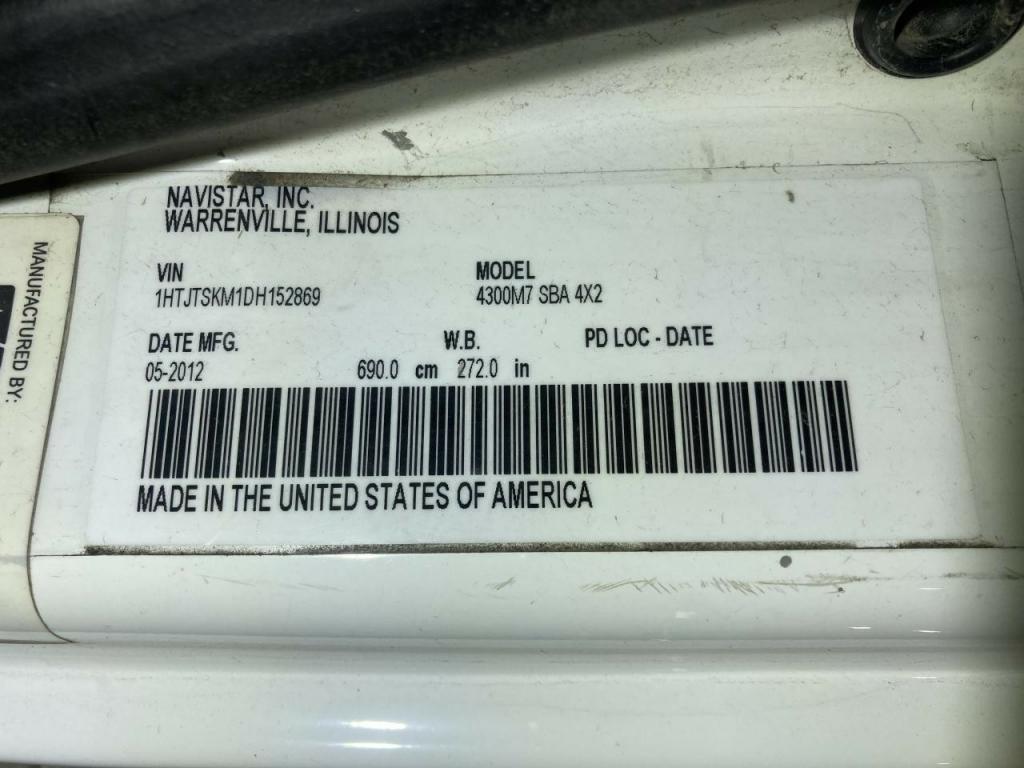 NAVISTAR, INC.
WARRENVILLE, ILLINOIS
VIN MODEL
1HTJTSKM1DH152869 4300M7 SBA 4X2
DATE MFG. W.B. PD LOC - DATE
05-2012 690.0 cm 272.0 in
MADE IN THE UNITED STATES OF AMERICA
MANUFACTURED BY: